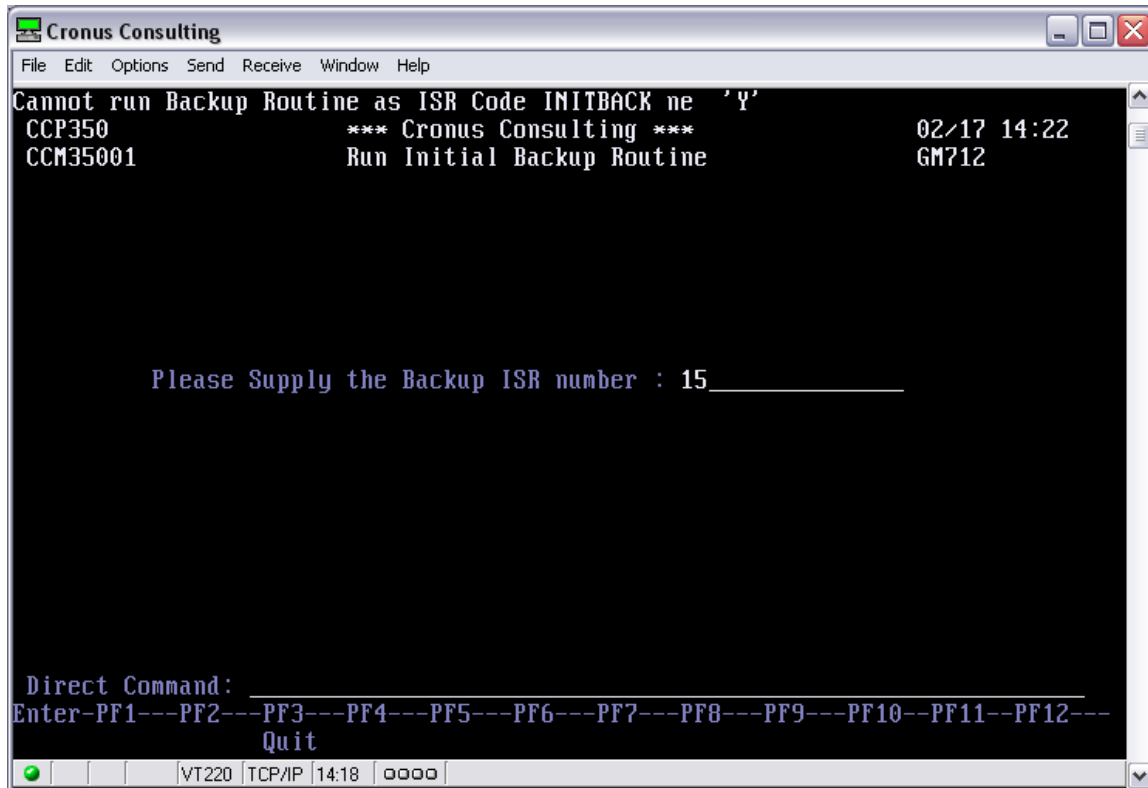 Cronus Consulting
File Edit Options Send Receive Window Help
Cannot run Backup Routine as ISR Code INITBACK ne 'Y'
CCP350 *** Cronus Consulting *** 02/17 14:22
CCM35001 Run Initial Backup Routine GM712
Please Supply the Backup ISR number : 15______________
Direct Command: ____________________________________________________________
Enter-PF1---PF2---PF3---PF4---PF5---PF6---PF7---PF8---PF9---PF10--PF11--PF12---
Quit
VT220 TCP/IP 14:18